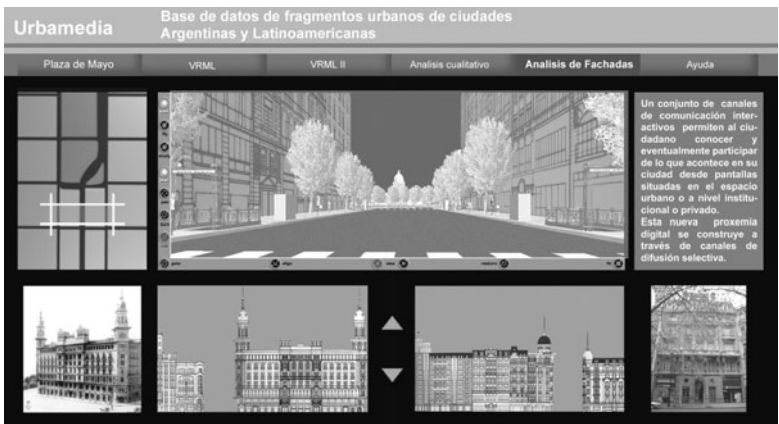 Urbamedia
Base de datos de fragmentos urbanos de ciudades
Argentinas y Latinoamericanas
Plaza de Mayo
VRML
VRML II
Analisis cualitativo
Analisis de Fachadas
Ayuda
Un conjunto de canales
de comunicación inter-
activos permiten al ciu-
dadano conocer y
eventualmente participar
de lo que acontece en su
ciudad desde pantallas
situadas en el espacio
urbano o a nivel institu-
cional o privado.
Esta nueva proxemia
digital se construye a
través de canales de
difusión selectiva.